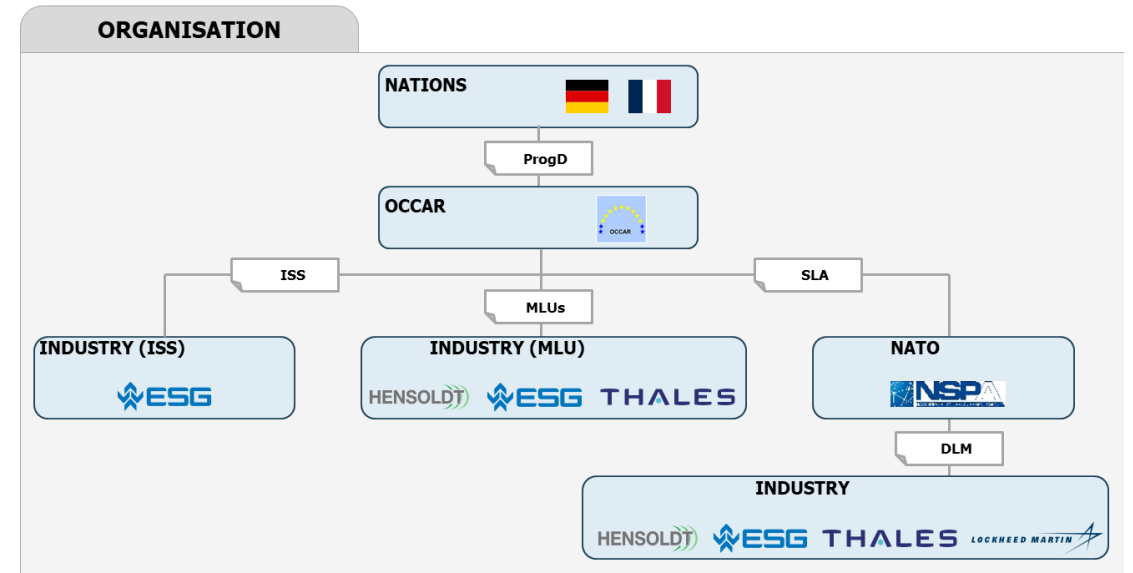 ORGANISATION
NATIONS
ProgD
OCCAR
OCCAR
ISS
SLA
MLUs
INDUSTRY (ISS)
INDUSTRY (MLU)
NATO
ESG
HENSOLDT
ESG
THALES
NSPA
DLM
INDUSTRY
HENSOLDT
ESG
THALES
LOCKHEED MARTIN